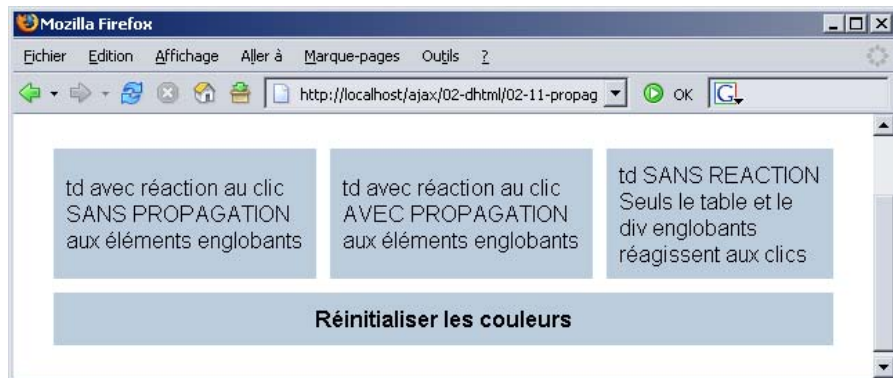 Mozilla Firefox
Fichier Edition Affichage Aller à Marque-pages Outils ?
http://localhost/ajax/02-dhtml/02-11-propag OK G
td avec réaction au clic
SANS PROPAGATION
aux éléments englobants
td avec réaction au clic
AVEC PROPAGATION
aux éléments englobants
td SANS REACTION
Seuls le table et le
div englobants
réagissent aux clics
Réinitialiser les couleurs